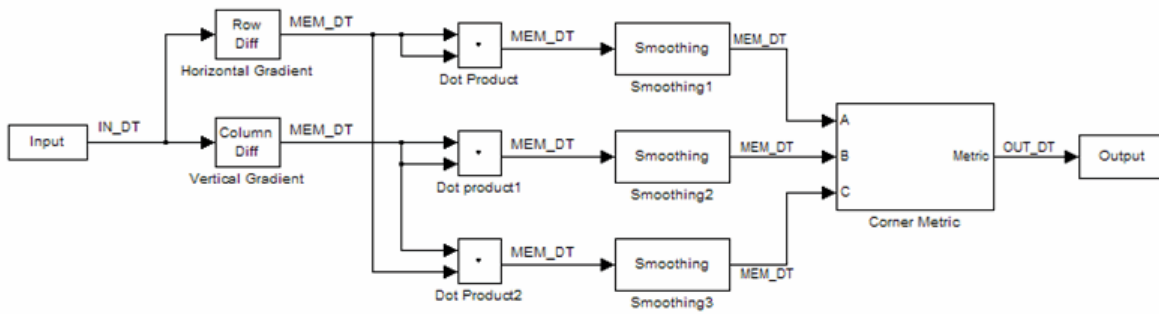 Row
Diff
MEM_DT
Horizontal Gradient
MEM_DT
Dot Product
Smoothing
Smoothing1
MEM_DT
Input
IN_DT
Column
Diff
MEM_DT
Vertical Gradient
MEM_DT
Dot product1
Smoothing
Smoothing2
MEM_DT
A
B
C
Metric
Corner Metric
OUT_DT
Output
MEM_DT
Dot Product2
Smoothing
Smoothing3
MEM_DT